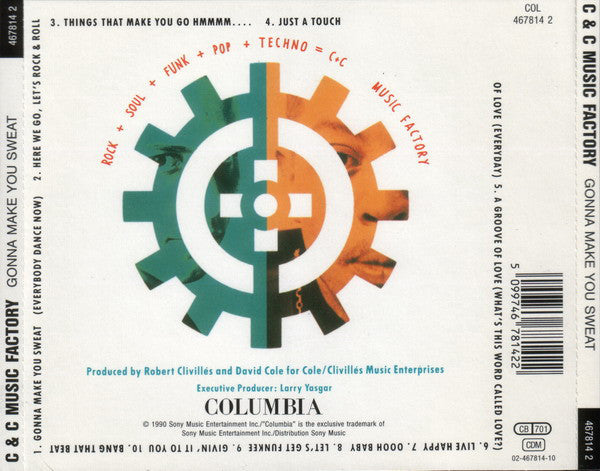 467814 2
C & C MUSIC FACTORY GONNA MAKE YOU SWEAT
1. GONNA MAKE YOU SWEAT (EVERYBODY DANCE NOW) 2. HERE WE GO, LET'S ROCK & ROLL
3. THINGS THAT MAKE YOU GO HMMMM.... 4. JUST A TOUCH
OF LOVE (EVERYDAY) 5. A GROOVE OF LOVE (WHAT'S THIS WORD CALLED LOVE?)
6. LIVE HAPPY 7. OOOH BABY 8. LET'S GET FUNKEE 9. GIVIN' IT TO YOU 10. BANG THAT BEAT
COL
467814 2
ROCK + SOUL + FUNK + POP + TECHNO = C+C MUSIC FACTORY
Produced by Robert Clivillés and David Cole for Cole/Clivillés Music Enterprises
Executive Producer: Larry Yasgar
COLUMBIA
© 1990 Sony Music Entertainment Inc./"Columbia" is the exclusive trademark of
Sony Music Entertainment Inc./Distribution Sony Music
5 099746 781422
CB 701
CDM
02-467814-10
C & C MUSIC FACTORY GONNA MAKE YOU SWEAT
467814 2